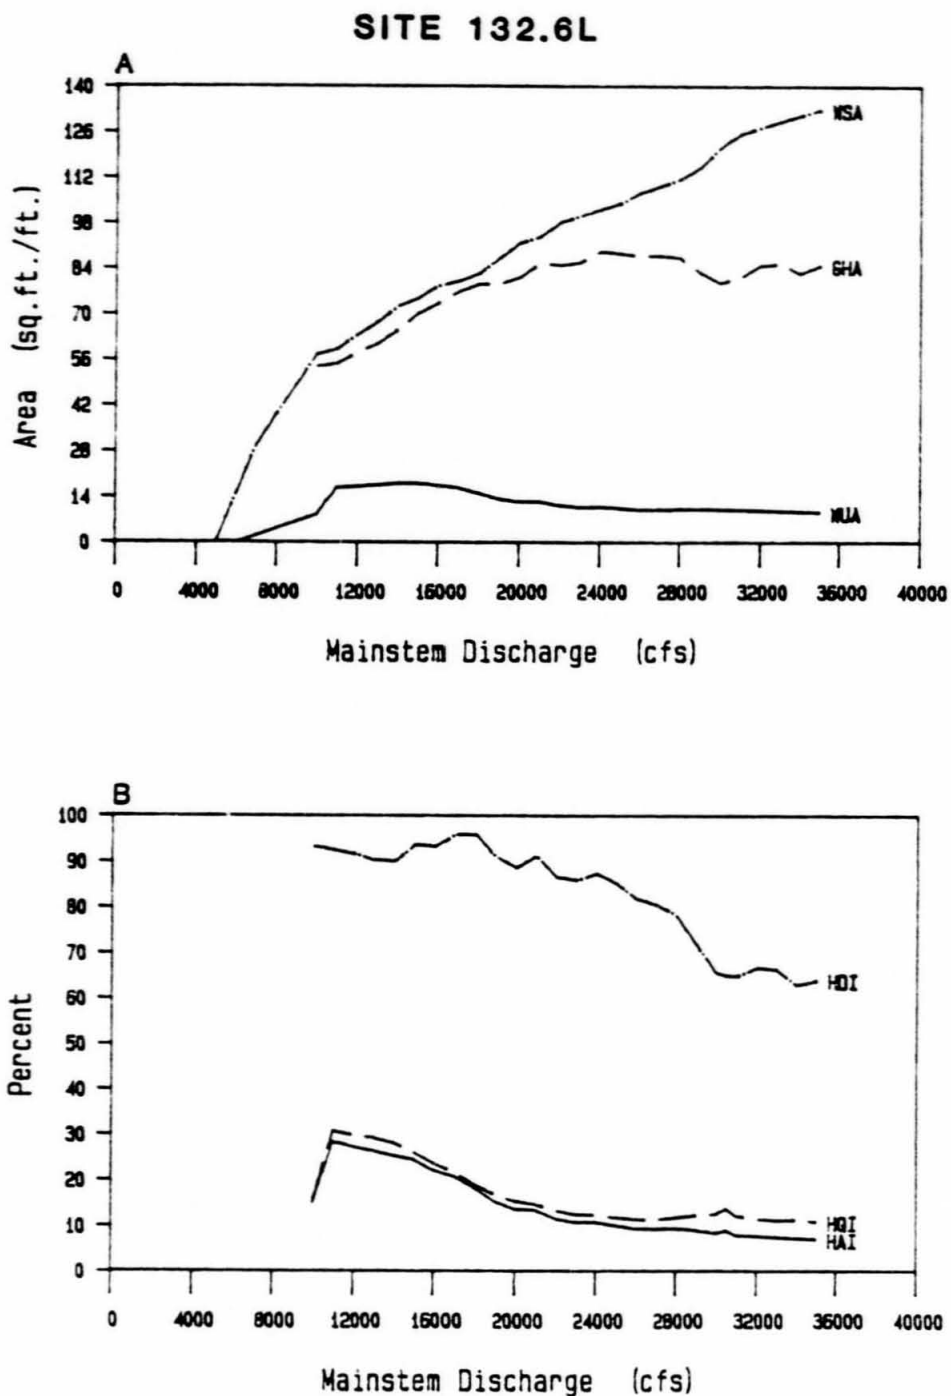 SITE 132.6L
A
140
126
112
98
84
70
56
42
28
14
0
Area (sq.ft./ft.)
WSA
GHA
WUA
0 4000 8000 12000 16000 20000 24000 28000 32000 36000 40000
Mainstem Discharge (cfs)
B
100
90
80
70
60
50
40
30
20
10
0
Percent
HDI
HQI
HAI
0 4000 8000 12000 16000 20000 24000 28000 32000 36000 40000
Mainstem Discharge (cfs)